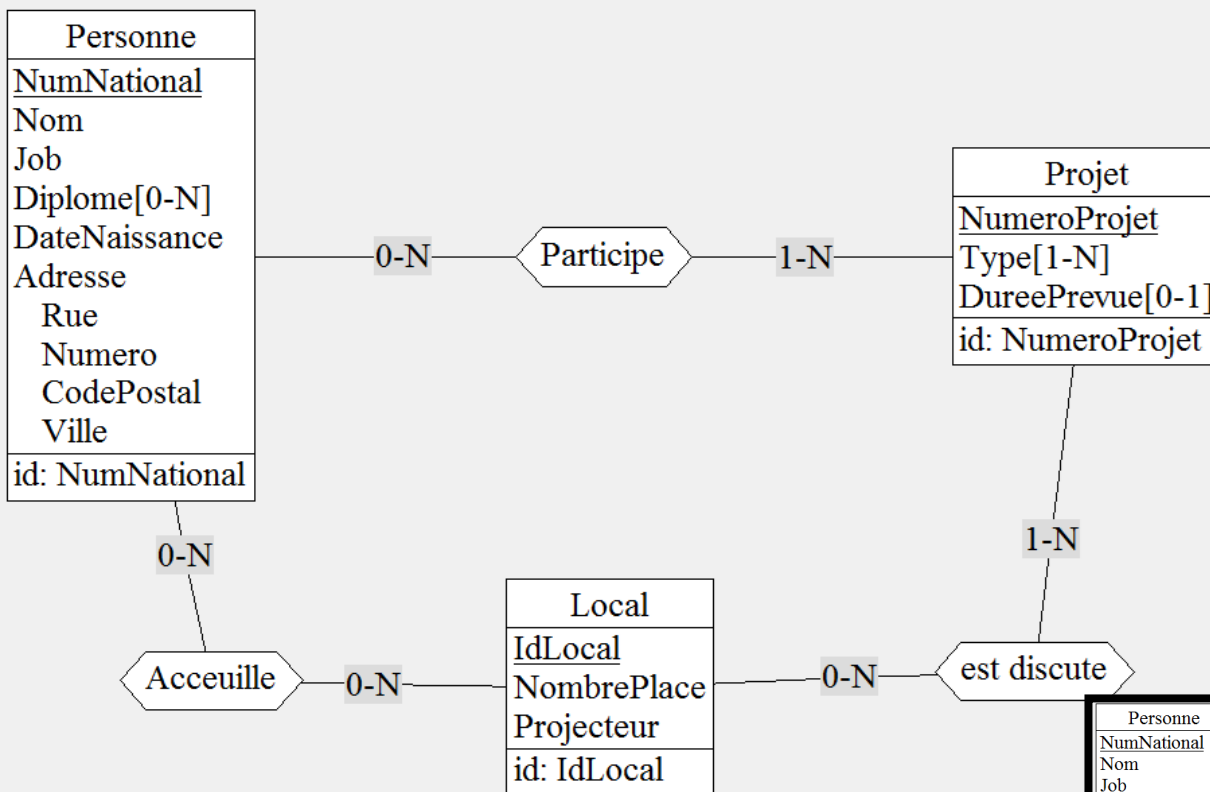 Personne
NumNational
Nom
Job
Diplome[0-N]
DateNaissance
Adresse
Rue
Numero
CodePostal
Ville
id: NumNational
0-N
Participe
1-N
Projet
NumeroProjet
Type[1-N]
DureePrevue[0-1]
id: NumeroProjet
0-N
Acceuille
0-N
Local
IdLocal
NombrePlace
Projecteur
id: IdLocal
0-N
est discute
1-N
Personne
NumNational
Nom
Job